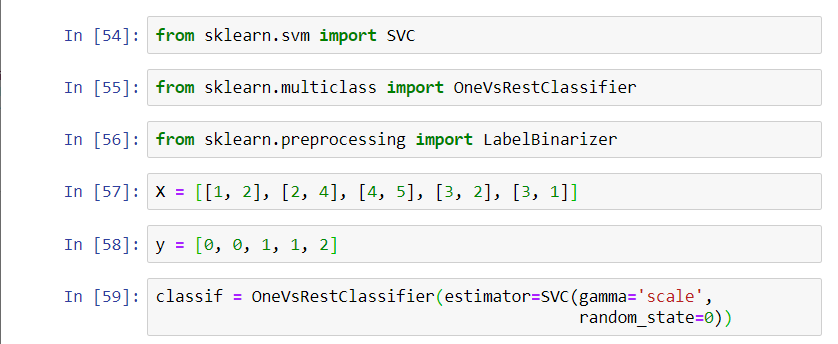 In [54]: from sklearn.svm import SVC
In [55]: from sklearn.multiclass import OneVsRestClassifier
In [56]: from sklearn.preprocessing import LabelBinarizer
In [57]: X = [[1, 2], [2, 4], [4, 5], [3, 2], [3, 1]]
In [58]: y = [0, 0, 1, 1, 2]
In [59]: classif = OneVsRestClassifier(estimator=SVC(gamma='scale',
random_state=0))